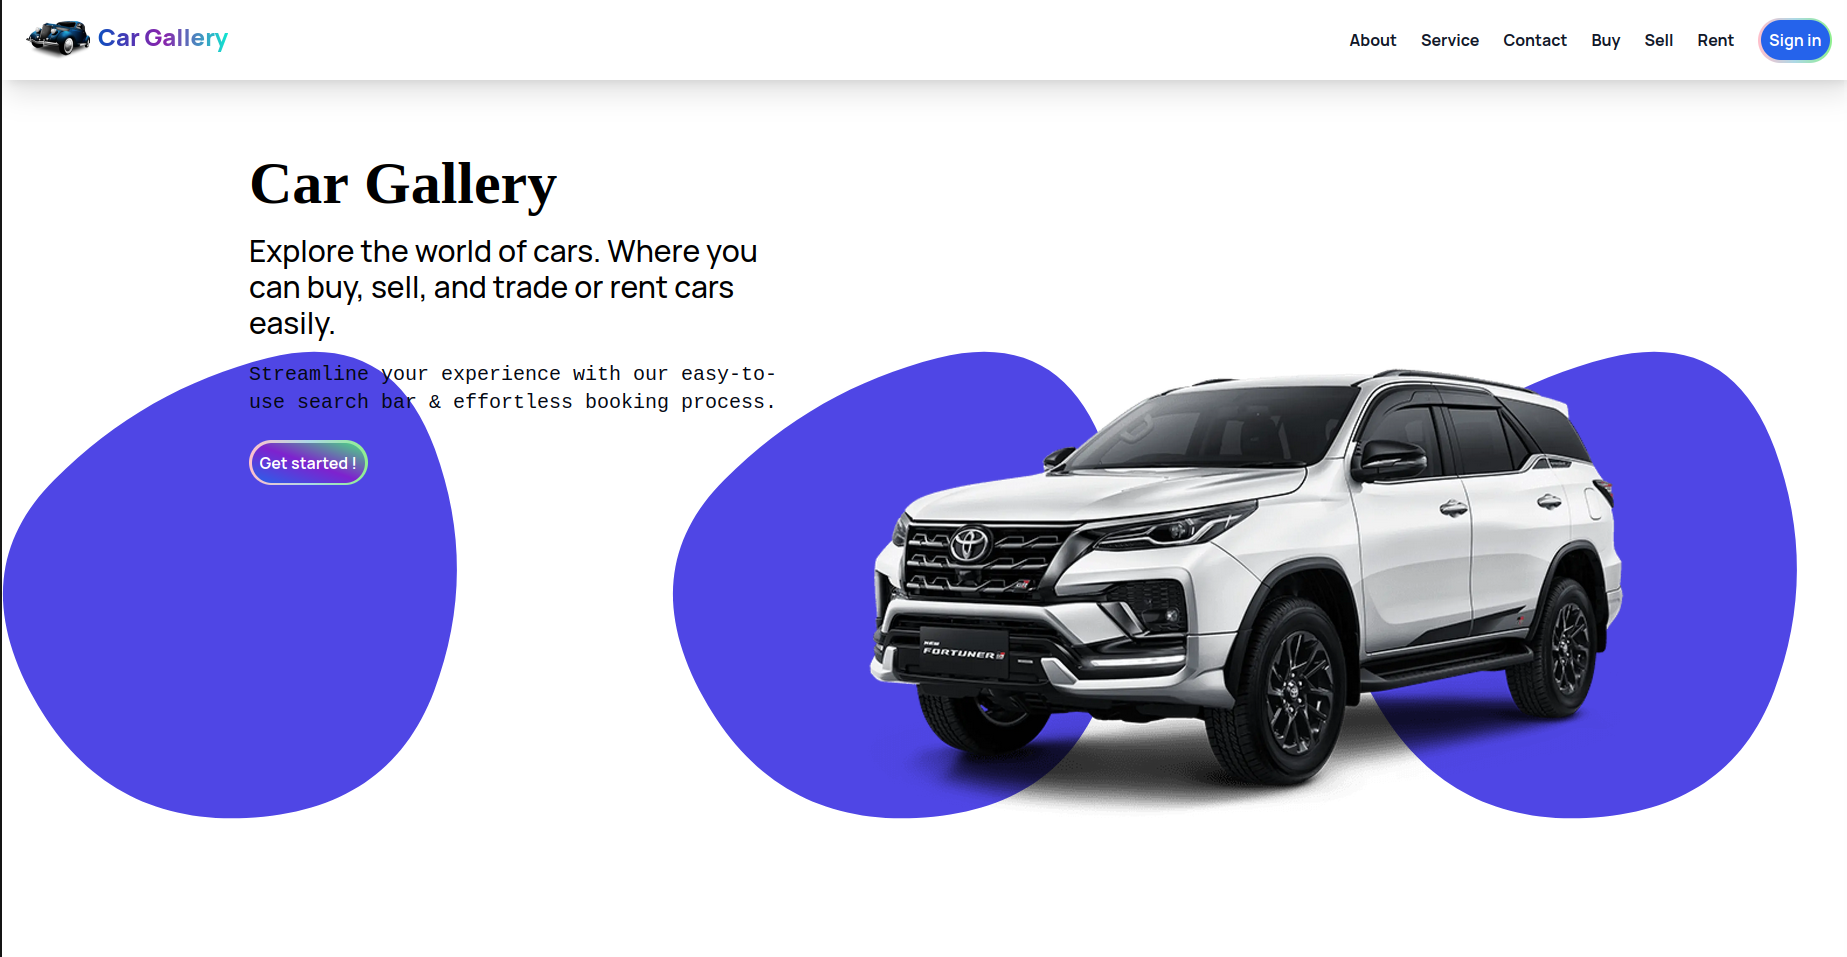 Car Gallery
About Service Contact Buy Sell Rent Sign in
Car Gallery
Explore the world of cars. Where you
can buy, sell, and trade or rent cars
easily.
Streamline your experience with our easy-to-
use search bar & effortless booking process.
Get started !
NEW
FORTUNER